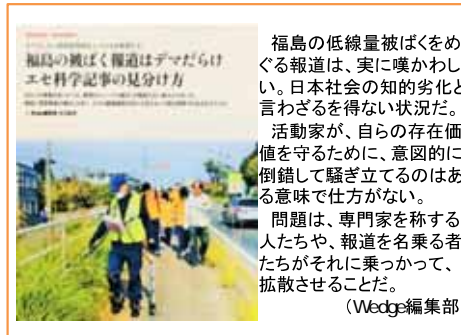 福島の被ばく報道はデマだらけ
エセ科学記事の見分け方
福島の低線量被ばくをめ
ぐる報道は、実に嘆かわし
い。日本社会の知的劣化と
言わざるを得ない状況だ。
活動家が、自らの存在価
値を守るために、意図的に
倒錯して騒ぎ立てるのはあ
る意味で仕方がない。
問題は、専門家を称する
人たちや、報道を名乗る者
たちがそれに乗っかって、
拡散させることだ。
(Wedge編集部